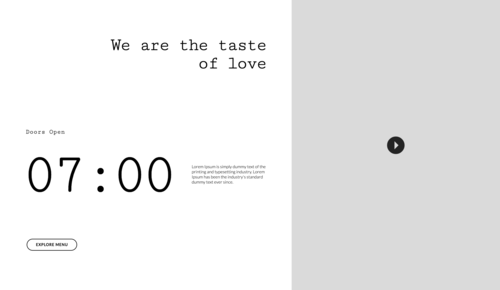 We are the taste
of love
Doors Open
07:00
Lorem Ipsum is simply dummy text of the
printing and typesetting industry. Lorem
Ipsum has been the industry's standard
dummy text ever since.
EXPLORE MENU